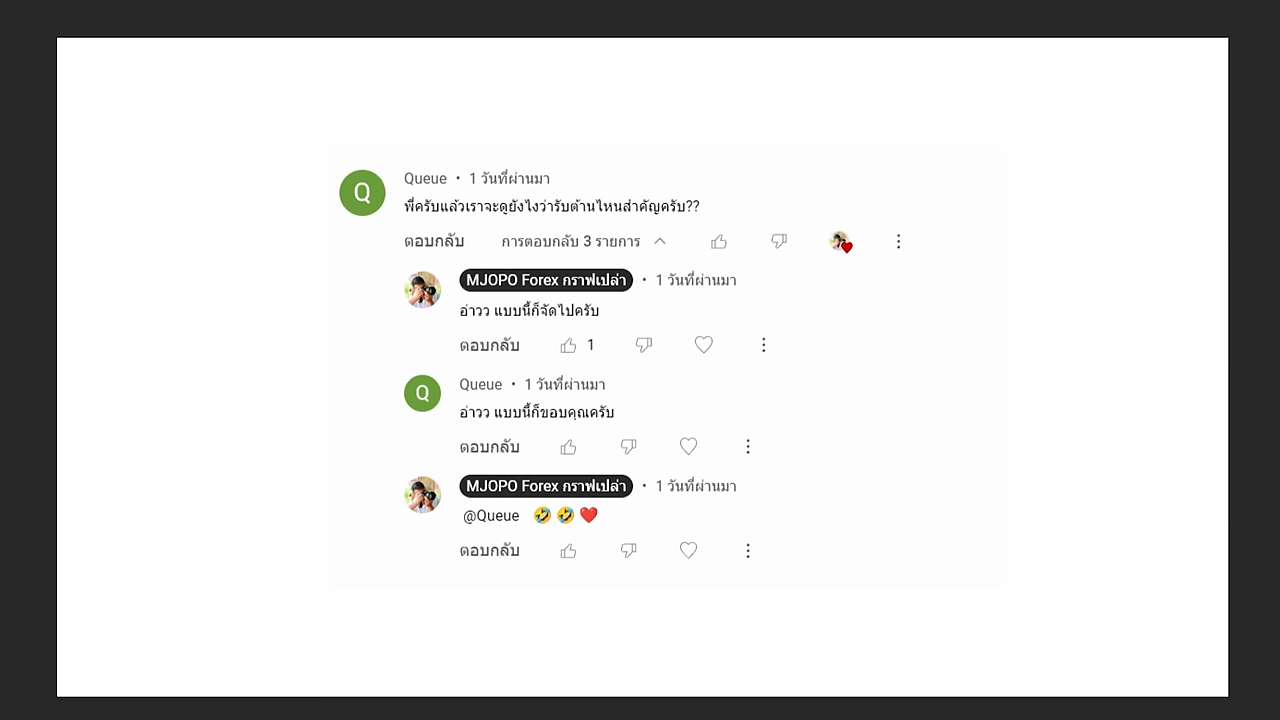 Q
Queue • 1 วันที่ผ่านมา
พี่ครับแล้วเราจะดูยังไงว่ารับต้านไหนสำคัญครับ??
ตอบกลับ การตอบกลับ 3 รายการ
MJOPO Forex กราฟเปล่า • 1 วันที่ผ่านมา
อ่าวว แบบนี้ก็จัดไปครับ
ตอบกลับ 1
Q
Queue • 1 วันที่ผ่านมา
อ่าวว แบบนี้ก็ขอบคุณครับ
ตอบกลับ
MJOPO Forex กราฟเปล่า • 1 วันที่ผ่านมา
@Queue 🤣🤣❤️
ตอบกลับ